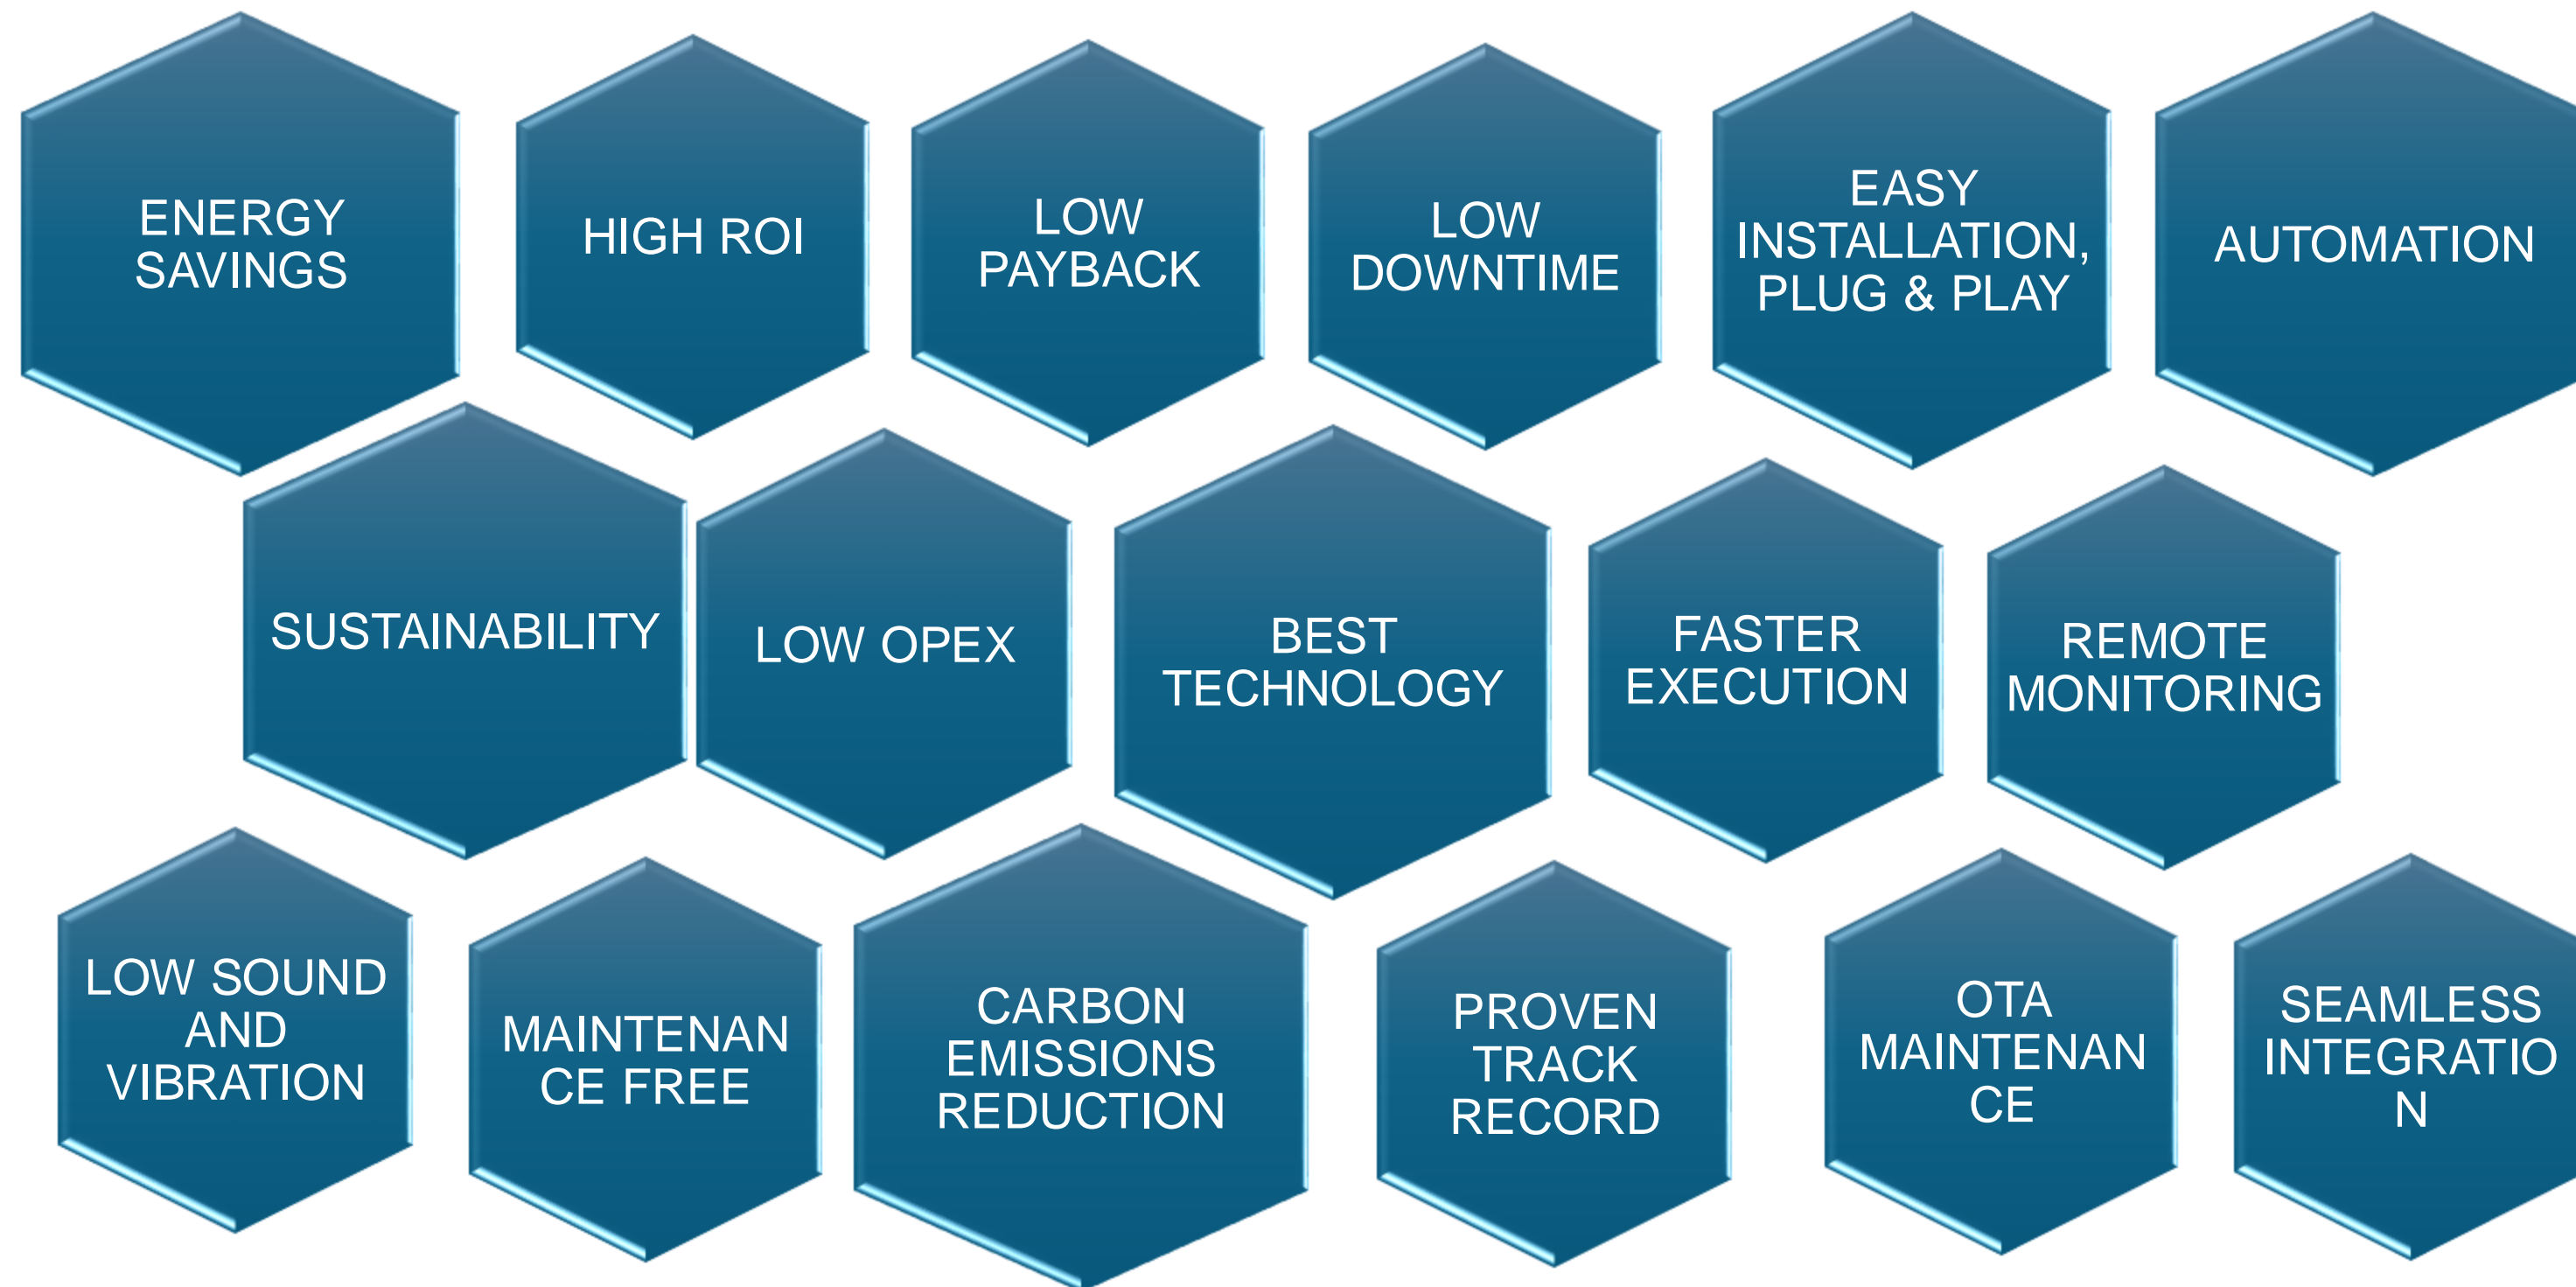 ENERGY
SAVINGS
HIGH ROI
LOW
PAYBACK
LOW
DOWNTIME
EASY
INSTALLATION,
PLUG & PLAY
AUTOMATION
SUSTAINABILITY
LOW OPEX
BEST
TECHNOLOGY
FASTER
EXECUTION
REMOTE
MONITORING
LOW SOUND
AND
VIBRATION
MAINTENAN
CE FREE
CARBON
EMISSIONS
REDUCTION
PROVEN
TRACK
RECORD
OTA
MAINTENAN
CE
SEAMLESS
INTEGRATIO
N